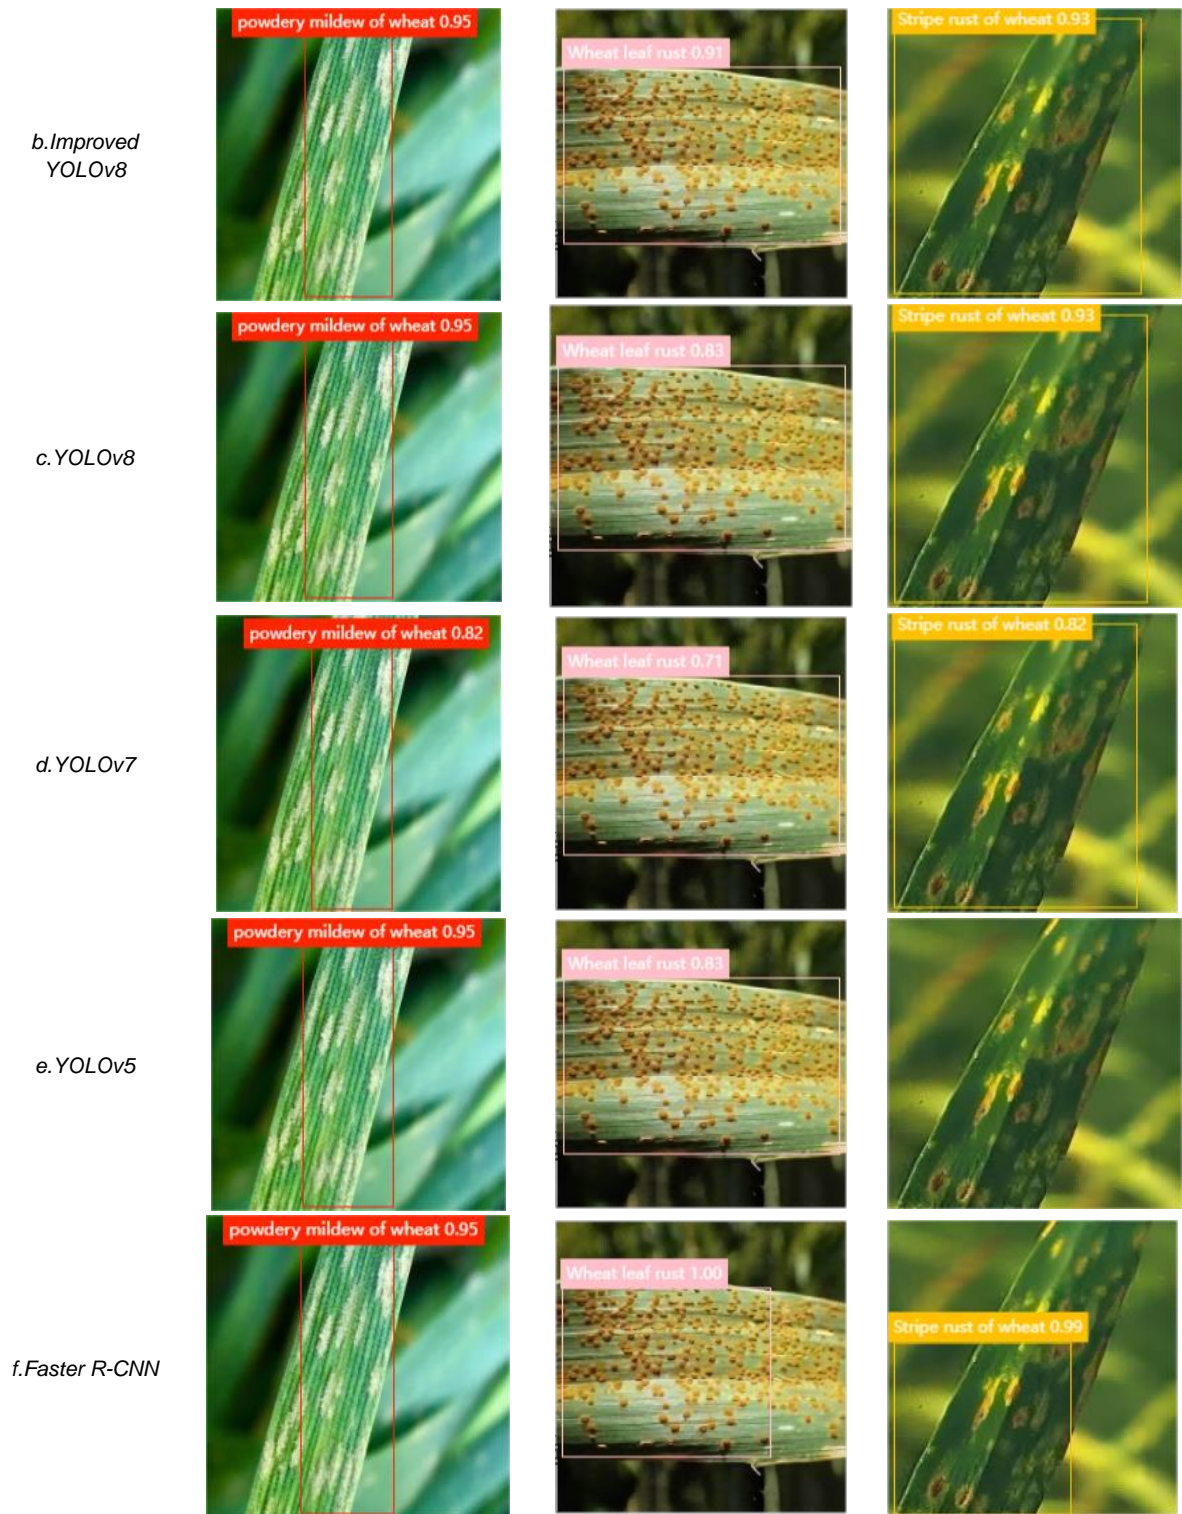 powdery mildew of wheat 0.95
Wheat leaf rust 0.91
Stripe rust of wheat 0.93
b.Improved
YOLOv8
powdery mildew of wheat 0.95
Wheat leaf rust 0.83
Stripe rust of wheat 0.93
c.YOLOv8
powdery mildew of wheat 0.82
Wheat leaf rust 0.71
Stripe rust of wheat 0.82
d.YOLOv7
powdery mildew of wheat 0.95
Wheat leaf rust 0.83
e.YOLOv5
powdery mildew of wheat 0.95
Wheat leaf rust 1.00
Stripe rust of wheat 0.99
f.Faster R-CNN